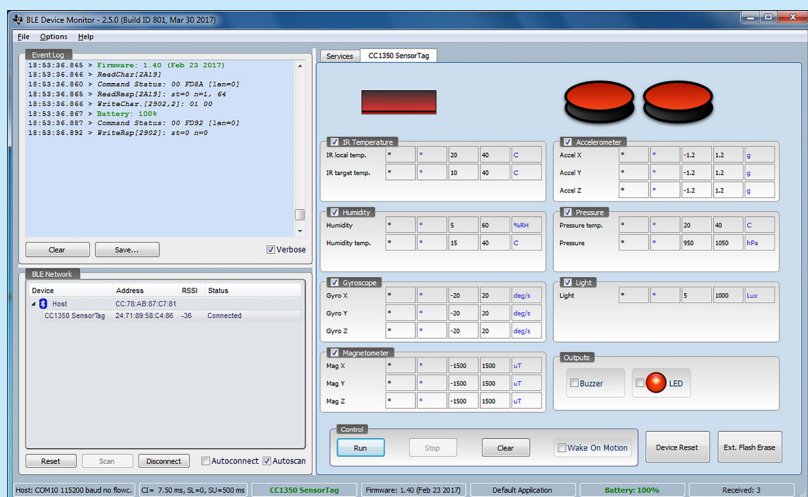 BLE Device Monitor - 2.5.0 (Build ID 801, Mar 30 2017)
File Options Help
Event Log
18:53:36.845 > Firmware: 1.40 (Feb 23 2017)
18:53:36.846 > ReadChar[2A19]
18:53:36.860 > Command Status: 00 FD8A [len=0]
18:53:36.865 > ReadResp[2A19]: st=0 n=1, 64
18:53:36.866 > WriteChar.[2902,2]: 01 00
18:53:36.867 > Battery: 100%
18:53:36.887 > Command Status: 00 FD92 [len=0]
18:53:36.892 > WriteRsp[2902]: st=0 n=0
Clear Save... Verbose
BLE Network
Device Address RSSI Status
Host CC:78:AB:87:C7:81
CC1350 SensorTag 24:71:89:58:C4:86 -36 Connected
Reset Scan Disconnect Autoconnect Autoscan
Services CC1350 SensorTag
IR Temperature
IR local temp. * * 20 40 C
IR target temp. * * 10 40 C
Accelerometer
Accel X * * -1.2 1.2 g
Accel Y * * -1.2 1.2 g
Accel Z * * -1.2 1.2 g
Humidity
Humidity * * 5 60 %RH
Humidity temp. * * 15 40 C
Pressure
Pressure temp. * * 20 40 C
Pressure * * 950 1050 hPa
Gyroscope
Gyro X * * -20 20 deg/s
Gyro Y * * -20 20 deg/s
Gyro Z * * -20 20 deg/s
Light
Light * * 5 1000 Lux
Magnetometer
Mag X * * -1500 1500 uT
Mag Y * * -1500 1500 uT
Mag Z * * -1500 1500 uT
Outputs
Buzzer LED
Control
Run Stop Clear Wake On Motion Device Reset Ext. Flash Erase
Host: COM10 115200 baud no flowc. CI= 7.50 ms, SL=0, SU=500 ms CC1350 SensorTag Firmware: 1.40 (Feb 23 2017) Default Application Battery: 100% Received: 3